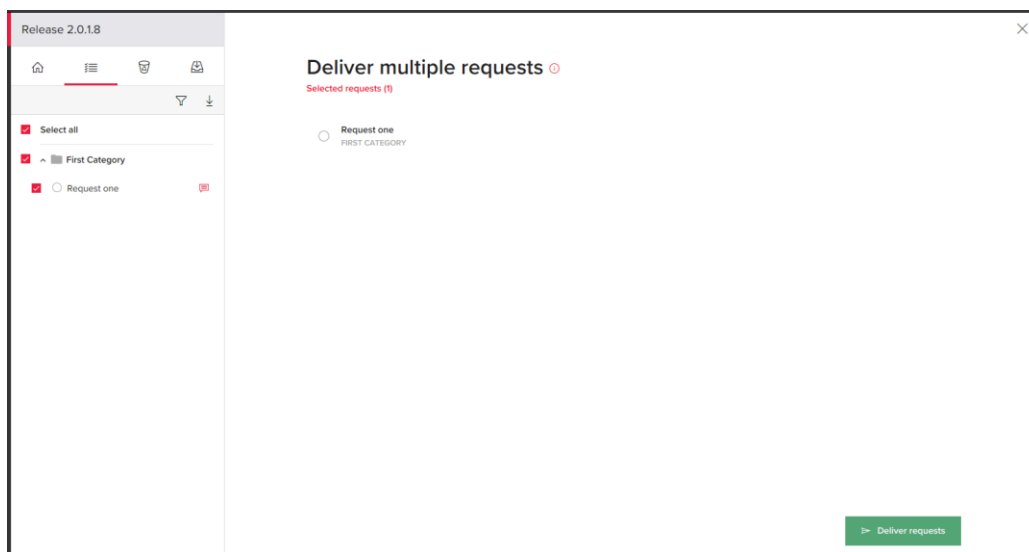 Release 2.0.1.8
Select all
First Category
Request one
Deliver multiple requests
Selected requests (1)
Request one
FIRST CATEGORY
Deliver requests